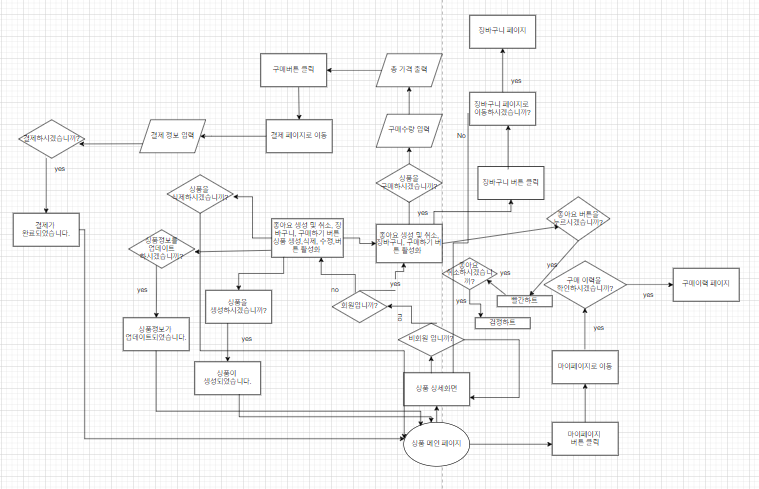 장바구니 페이지
yes
구매버튼 클릭
총 가격 출력
장바구니 페이지로
이동하시겠습니까?
No
결제하시겠습니까?
결제 정보 입력
결제 페이지로 이동
구매수량 입력
yes
상품을
삭제하시겠습니까?
상품을
구매하시겠습니까?
장바구니 버튼 클릭
yes
결제가
완료되었습니다.
상품정보를
업데이트
하시겠습니까?
좋아요 생성 및 취소, 장
바구니, 구매하기 버튼
상품 생성,삭제, 수정,버
튼 활성화
좋아요 생성 및 취소,
장바구니, 구매하기 버
튼 활성화
좋아요 버튼을
누르시겠습니까?
yes
상품을
생성하시겠습니까?
no
yes
회원입니까?
좋아요
취소하시겠습니
까?
yes
yes
빨간하트
검정하트
yes
구매 이력을
확인하시겠습니까?
yes
구매이력 페이지
상품정보가
업데이트되었습니다.
yes
no
비회원 입니까?
yes
상품이
생성되었습니다.
상품 상세화면
마이페이지로 이동
상품 메인 페이지
마이페이지
버튼 클릭